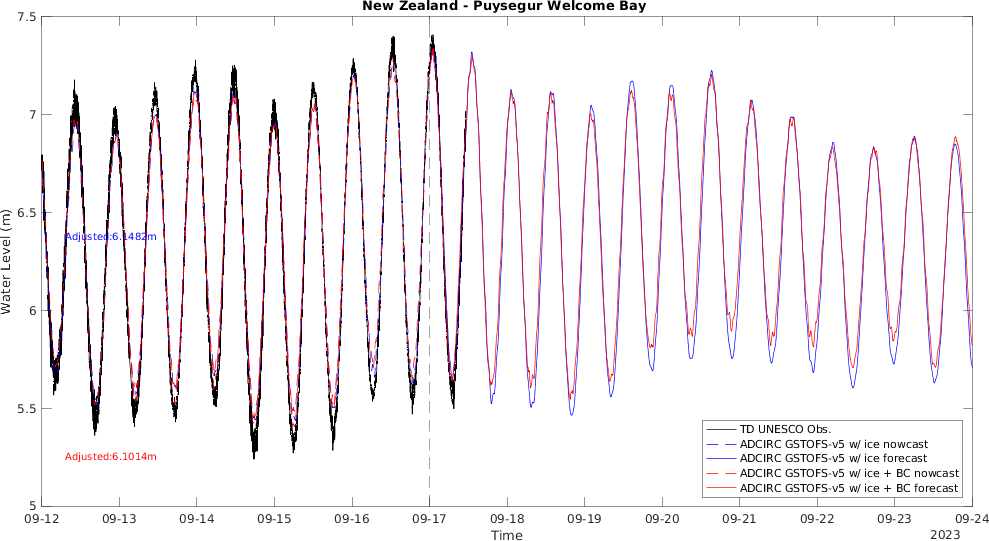 New Zealand - Puysegur Welcome Bay
7.5
7
6.5
6
5.5
5
Water Level (m)
Adjusted:6.1482m
Adjusted:6.1014m
TD UNESCO Obs.
ADCIRC GSTOFS-v5 w/ ice nowcast
ADCIRC GSTOFS-v5 w/ ice forecast
ADCIRC GSTOFS-v5 w/ ice + BC nowcast
ADCIRC GSTOFS-v5 w/ ice + BC forecast
09-12 09-13 09-14 09-15 09-16 09-17 09-18 09-19 09-20 09-21 09-22 09-23 09-24
Time
2023